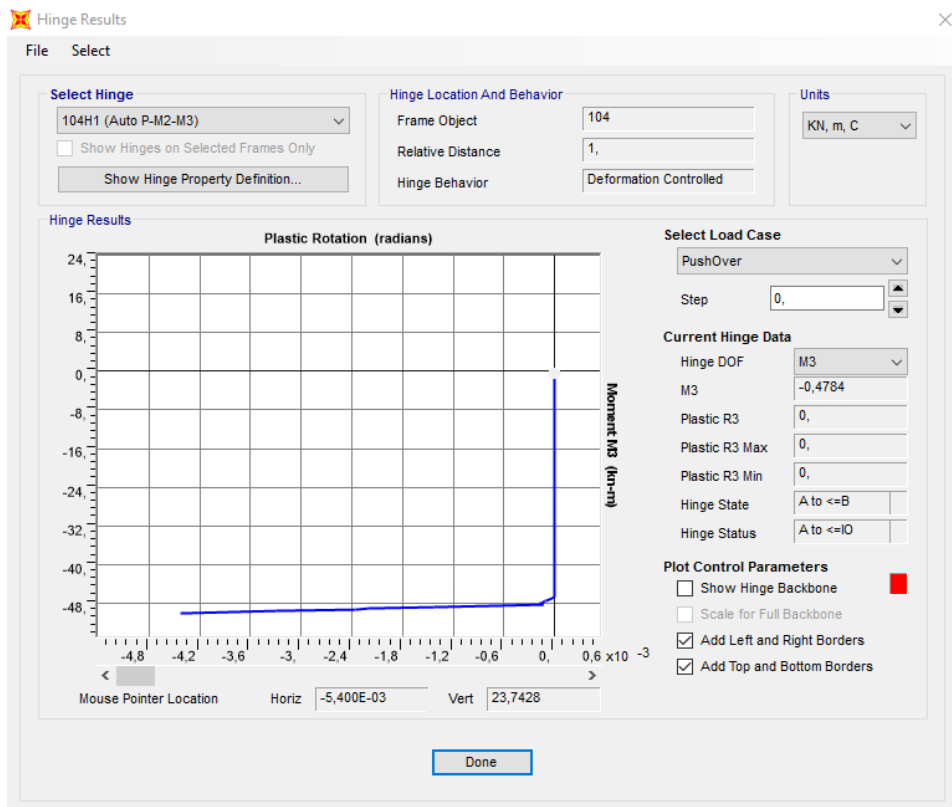 Hinge Results
File Select
Select Hinge
104H1 (Auto P-M2-M3)
Show Hinges on Selected Frames Only
Show Hinge Property Definition...
Hinge Location And Behavior
Frame Object 104
Relative Distance 1,
Hinge Behavior Deformation Controlled
Units
KN, m, C
Hinge Results
Plastic Rotation (radians)
24,
16,
8,
0,
-8,
-16,
-24,
-32,
-40,
-48,
Moment M3 (kn-m)
-4,8 -4,2 -3,6 -3, -2,4 -1,8 -1,2 -0,6 0, 0,6 x10 -3
Mouse Pointer Location Horiz -5,400E-03 Vert 23,7428
Select Load Case
PushOver
Step 0,
Current Hinge Data
Hinge DOF M3
M3 -0,4784
Plastic R3 0,
Plastic R3 Max 0,
Plastic R3 Min 0,
Hinge State A to <=B
Hinge Status A to <=IO
Plot Control Parameters
Show Hinge Backbone
Scale for Full Backbone
Add Left and Right Borders
Add Top and Bottom Borders
Done